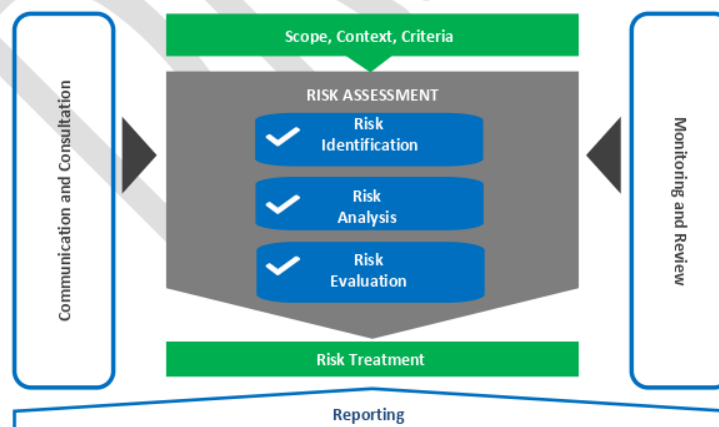 Scope, Context, Criteria
Communication and Consultation
RISK ASSESSMENT
Risk
Identification
Risk
Analysis
Risk
Evaluation
Monitoring and Review
Risk Treatment
Reporting